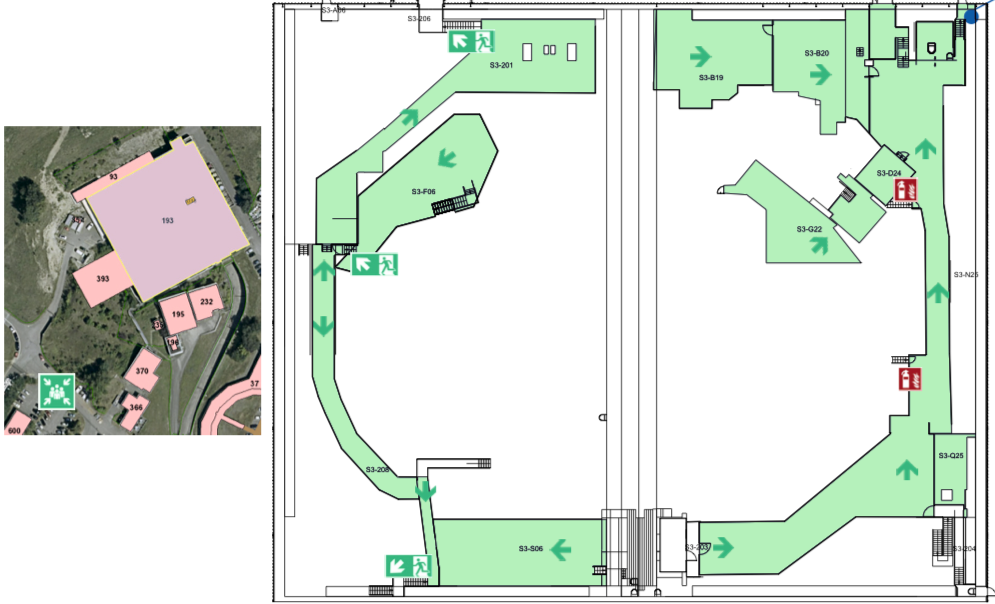 S3-A06
S3-206
S3-201
S3-F06
S3-208
S3-S06
S3-B19
S3-B20
S3-D24
S3-G22
S3-N25
S3-Q25
S3-203
S3-204
93
193
393
195
232
196
370
366
37
600